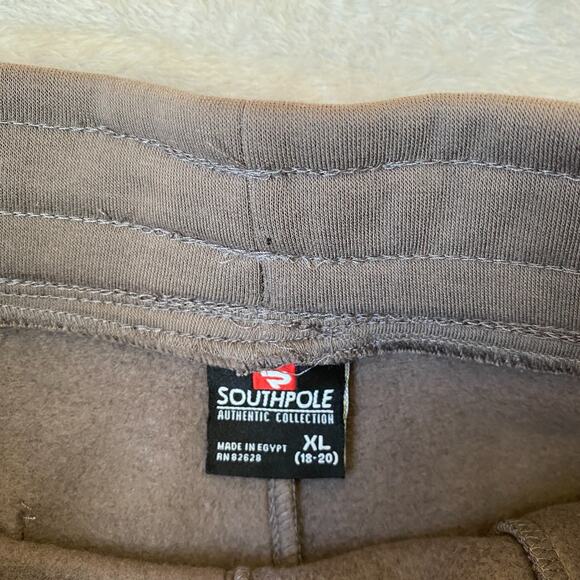 SOUTHPOLE
AUTHENTIC COLLECTION
MADE IN EGYPT XL
RN 82628 (18-20)